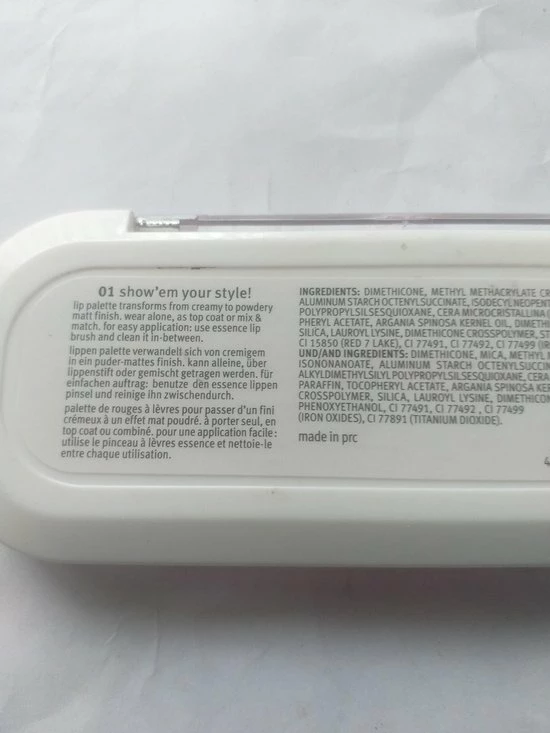 01 show'em your style!
lip palette transforms from creamy to powdery
matt finish. wear alone, as top coat or mix &
match. for easy application: use essence lip
brush and clean it in-between.
lippen palette verwandelt sich von cremigem
in ein puder-mattes finish. kann alleine, über
lippenstift oder gemischt getragen werden. für
einfachen auftrag: benutze den essence lippen
pinsel und reinige ihn zwischendurch.
palette de rouges à lèvres pour passer d'un fini
crémeux à un effet mat poudré. à porter seul, en
top coat ou combiné. pour une application facile:
utilise le pinceau à lèvres essence et nettoie-le
entre chaque utilisation.
INGREDIENTS: DIMETHICONE, METHYL METHACRYLATE CR
ALUMINUM STARCH OCTENYLSUCCINATE, ISODECYL NEOPENT
POLYPROPYLSILSESQUIOXANE, CERA MICROCRISTALLINA
PHERYL ACETATE, ARGANIA SPINOSA KERNEL OIL, DIMETH
SILICA, LAUROYL LYSINE, DIMETHICONE CROSSPOLYMER,
CI 15850 (RED 7 LAKE), CI 77491, CI 77492, CI 77499 (IR
UND/AND INGREDIENTS: DIMETHICONE, MICA, METHYL
ISONONANOATE, ALUMINUM STARCH OCTENYLSUCCIN
ALKYLDIMETHYLSILYL POLYPROPYLSILSESQUIOXANE, CERA
PARAFFIN, TOCOPHERYL ACETATE, ARGANIA SPINOSA KE
CROSSPOLYMER, SILICA, LAUROYL LYSINE, DIMETHICON
PHENOXYETHANOL, CI 77491, CI 77492 , CI 77499
(IRON OXIDES), CI 77891 (TITANIUM DIOXIDE).
made in prc